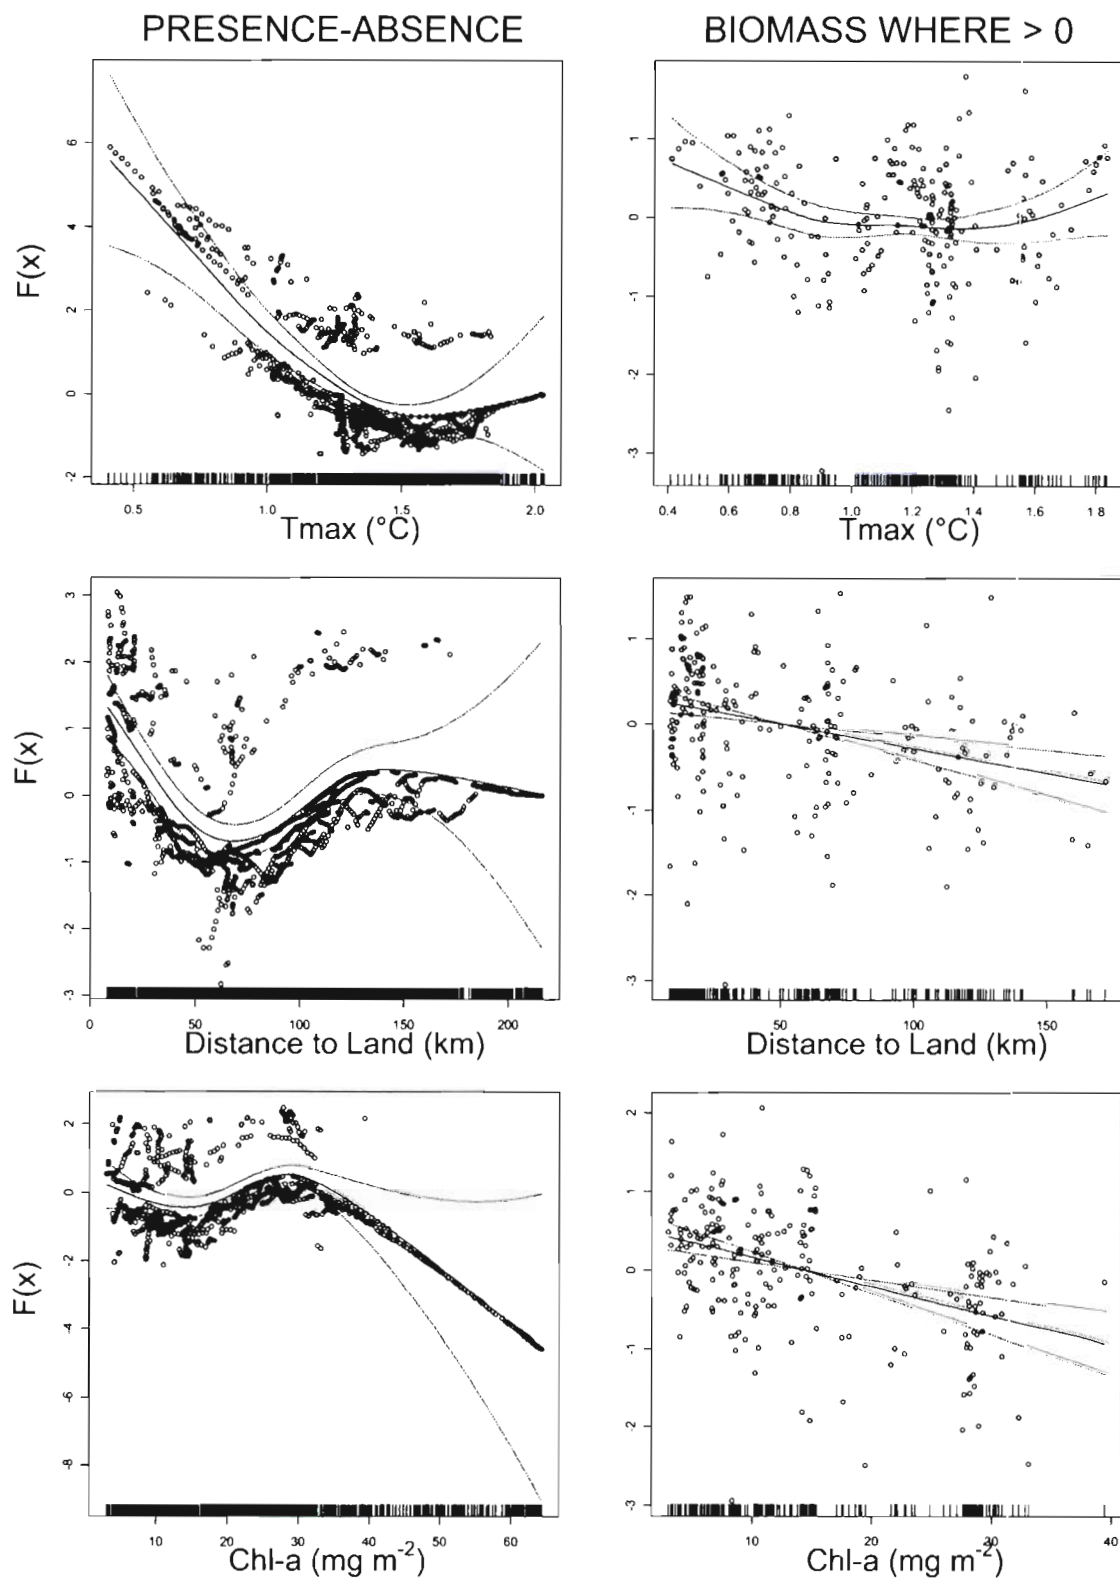 PRESENCE-ABSENCE
BIOMASS WHERE > 0
F(x)
6
4
2
0
-2
0.5 1.0 1.5 2.0
Tmax (°C)
1
0
-1
-2
-3
0.4 0.6 0.8 1.0 1.2 1.4 1.6 1.8
Tmax (°C)
F(x)
3
2
1
0
-1
-2
-3
0 50 100 150 200
Distance to Land (km)
1
0
-1
-2
-3
50 100 150
Distance to Land (km)
F(x)
2
0
-2
-4
-6
-8
10 20 30 40 50 60
Chl-a (mg m-2)
2
1
0
-1
-2
-3
10 20 30 40
Chl-a (mg m-2)